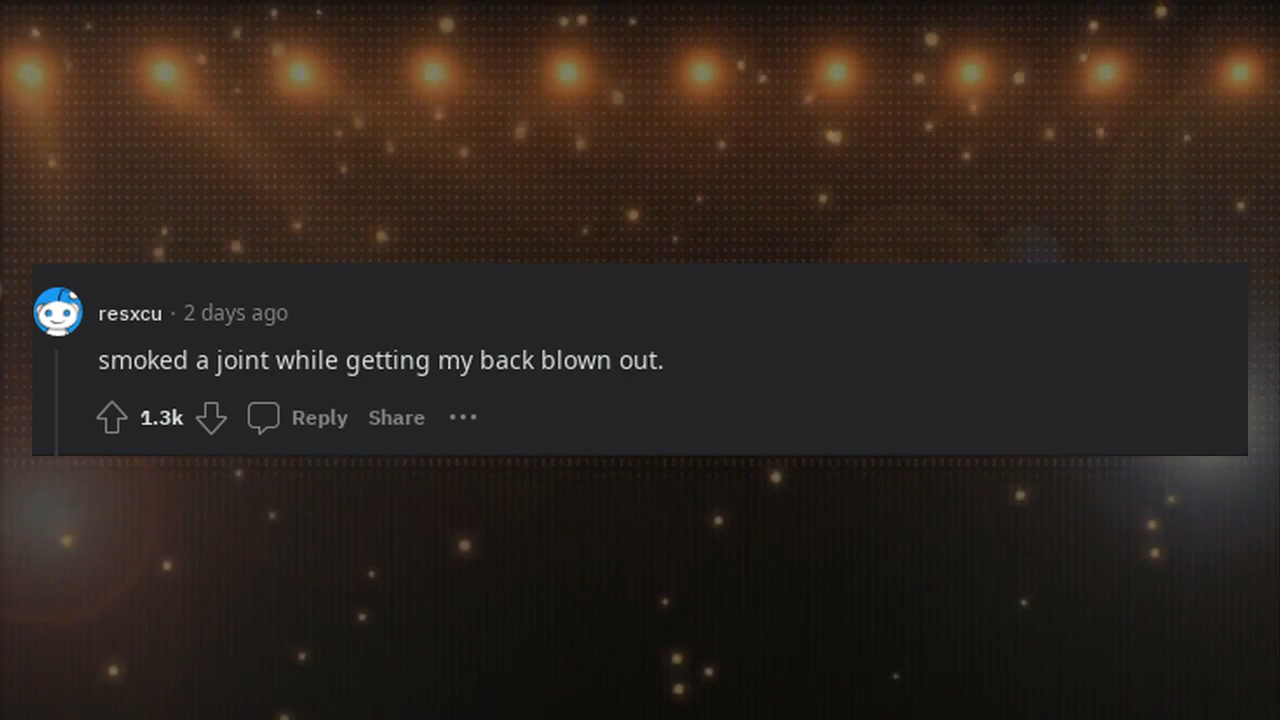 resxcu · 2 days ago
smoked a joint while getting my back blown out.
1.3k Reply Share